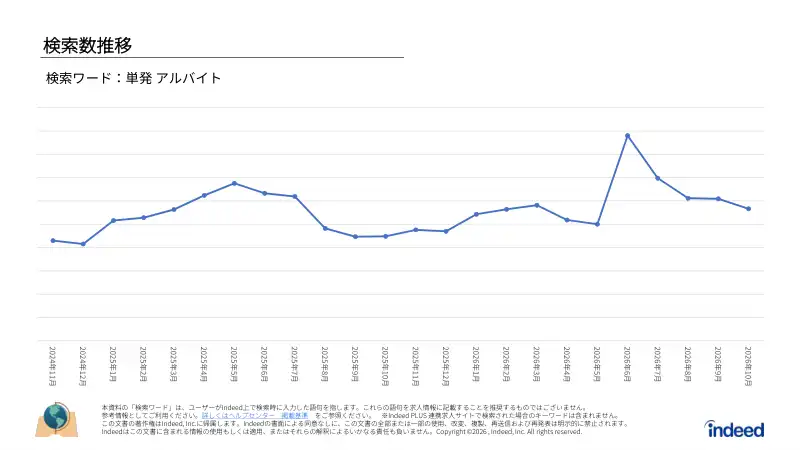 検索数推移
検索ワード：単発 アルバイト
2024年11月
2024年12月
2025年1月
2025年2月
2025年3月
2025年4月
2025年5月
2025年6月
2025年7月
2025年8月
2025年9月
2025年10月
2025年11月
2025年12月
2026年1月
2026年2月
2026年3月
2026年4月
2026年5月
2026年6月
2026年7月
2026年8月
2026年9月
2026年10月
本資料の「検索ワード」は、ユーザーがIndeed上で検索時に入力した語句を指します。これらの語句を求人情報に記載することを推奨するものではございません。
参考情報としてご利用ください。詳しくはヘルプセンター　掲載基準　をご参照ください。　※Indeed PLUS 連携求人サイトで検索された場合のキーワードは含まれません。
この文書の著作権はIndeed, Inc.に帰属します。Indeedの書面による同意なしに、この文書の全部または一部の使用、改変、複製、再送信および再発表は明示的に禁止されます。
Indeedはこの文書に含まれる情報の使用もしくは適用、またはそれらの解釈によるいかなる責任も負いません。Copyright ©2026 , Indeed, Inc. All rights reserved.
indeed